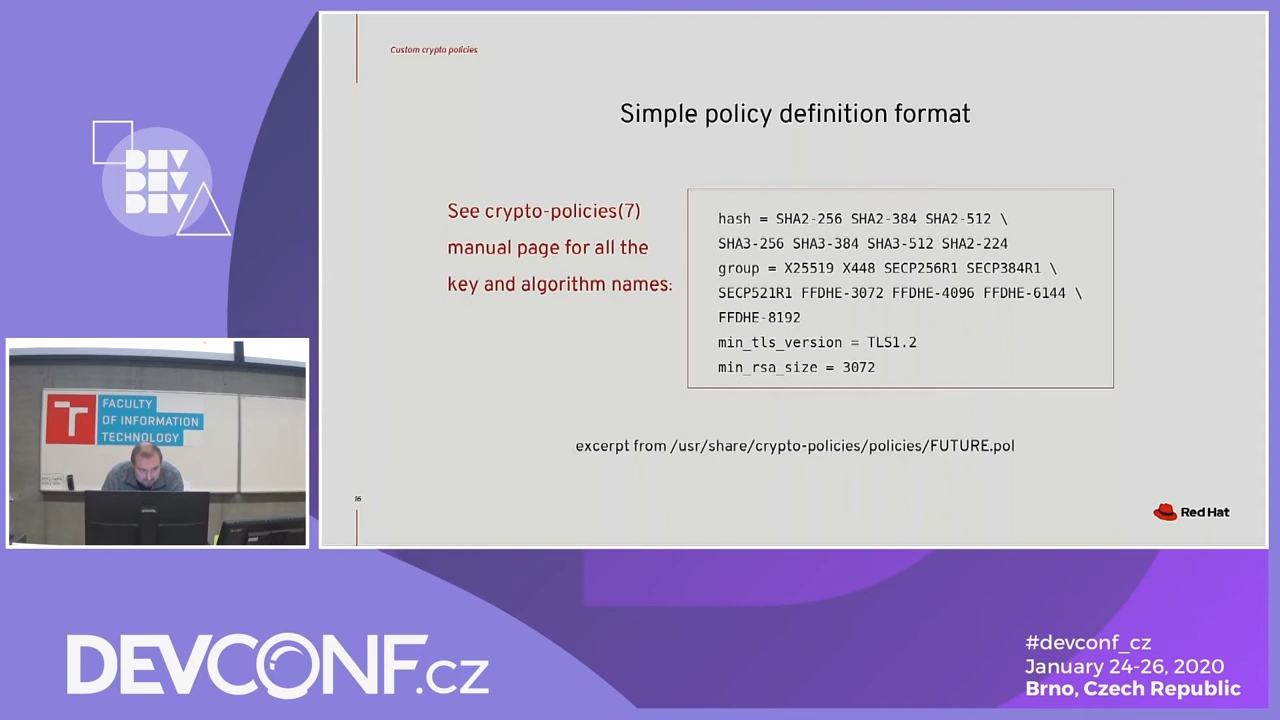 Custom crypto policies
Simple policy definition format
See crypto-policies(7)
manual page for all the
key and algorithm names:
hash = SHA2-256 SHA2-384 SHA2-512 \
SHA3-256 SHA3-384 SHA3-512 SHA2-224
group = X25519 X448 SECP256R1 SECP384R1 \
SECP521R1 FFDHE-3072 FFDHE-4096 FFDHE-6144 \
FFDHE-8192
min_tls_version = TLS1.2
min_rsa_size = 3072
excerpt from /usr/share/crypto-policies/policies/FUTURE.pol
16
Red Hat
DEV
DEV
DEV
FACULTY
OF INFORMATION
TECHNOLOGY
DEVCONF.cz
#devconf_cz
January 24-26, 2020
Brno, Czech Republic